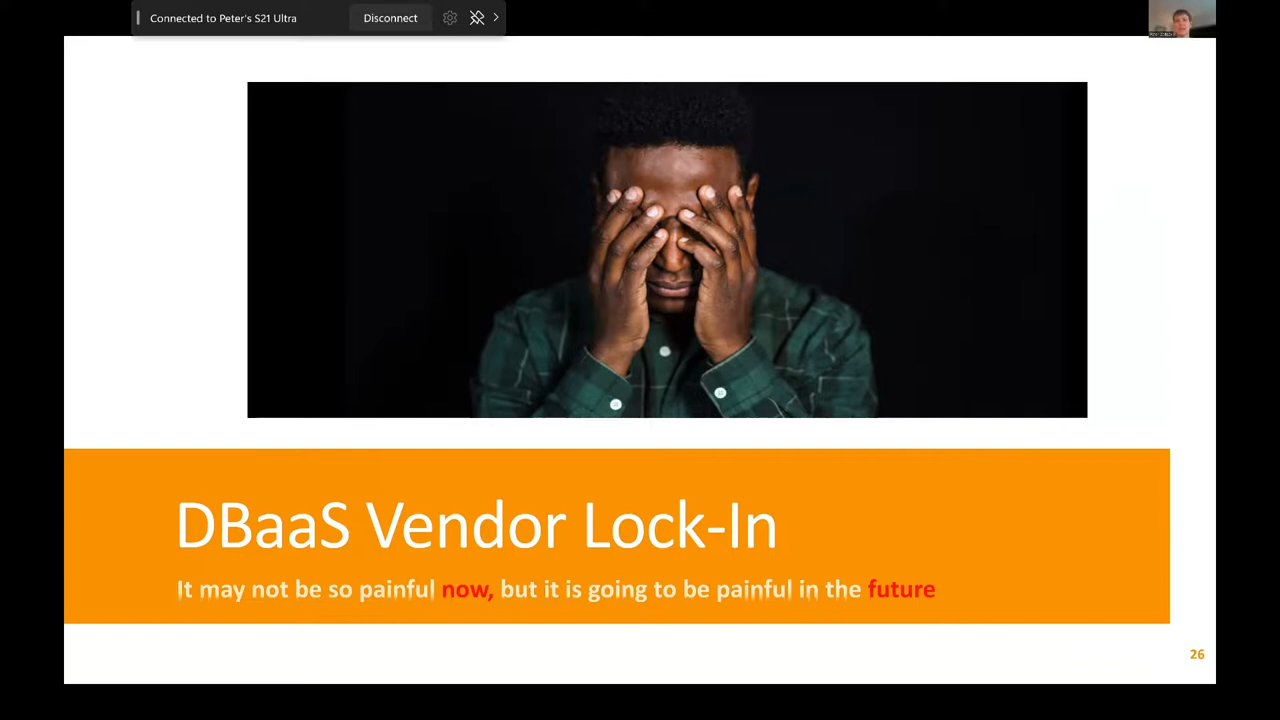 Connected to Peter's S21 Ultra
Disconnect
DBaaS Vendor Lock-In
It may not be so painful now, but it is going to be painful in the future
26